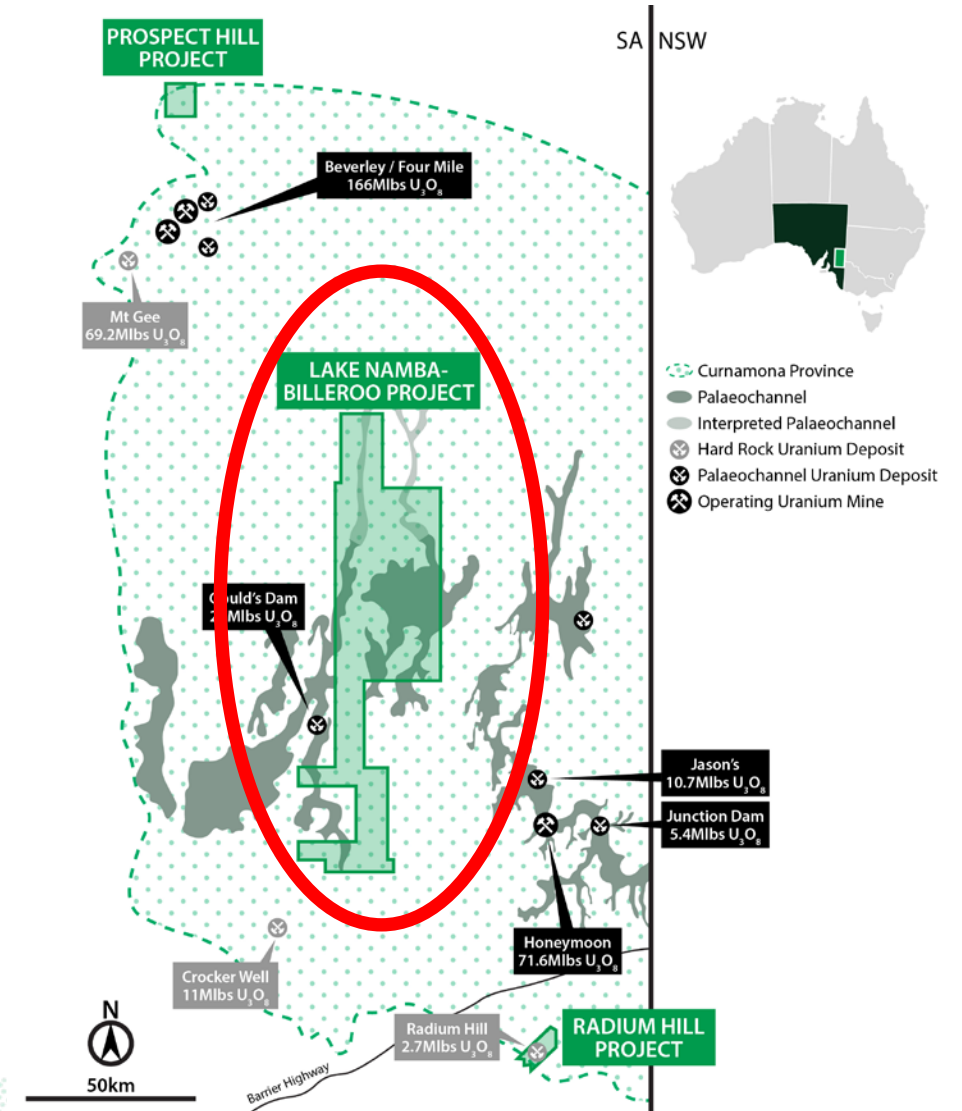 PROSPECT HILL
PROJECT
SA
NSW
Beverley / Four Mile
166Mlbs U₃O₈
Mt Gee
69.2Mlbs U₃O₈
LAKE NAMBA-
BILLEROO PROJECT
Curnamona Province
Palaeochannel
Interpreted Palaeochannel
Hard Rock Uranium Deposit
Palaeochannel Uranium Deposit
Operating Uranium Mine
Dam
Mlbs U₃O₈
Jason's
10.7Mlbs U₃O₈
Junction Dam
5.4Mlbs U₃O₈
Honeymoon
71.6Mlbs U₃O₈
Crocker Well
11Mlbs U₃O₈
Radium Hill
2.7Mlbs U₃O₈
RADIUM HILL
PROJECT
N
50km
Barrier Highway